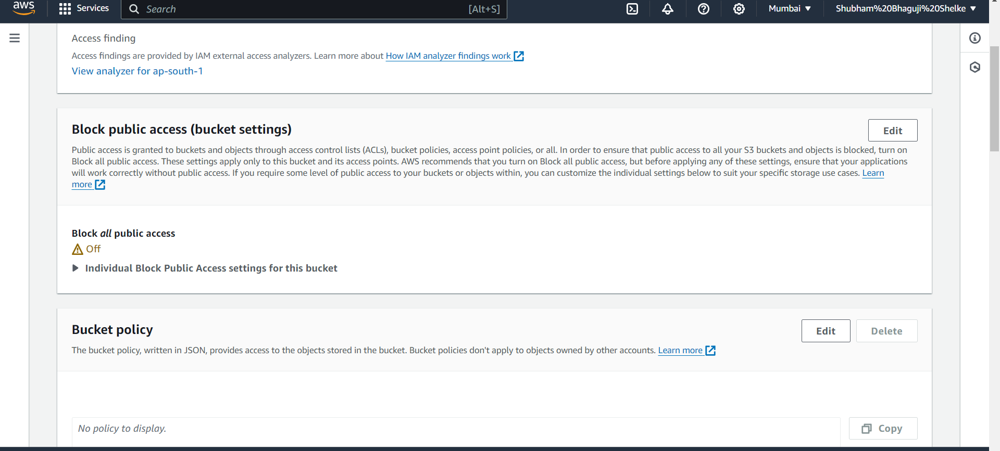 aws
Services
Search
[Alt+S]
Mumbai
Shubham%20Bhaguji%20Shelke
Access finding
Access findings are provided by IAM external access analyzers. Learn more about How IAM analyzer findings work
View analyzer for ap-south-1
Block public access (bucket settings)
Edit
Public access is granted to buckets and objects through access control lists (ACLs), bucket policies, access point policies, or all. In order to ensure that public access to all your S3 buckets and objects is blocked, turn on
Block all public access. These settings apply only to this bucket and its access points. AWS recommends that you turn on Block all public access, but before applying any of these settings, ensure that your applications
will work correctly without public access. If you require some level of public access to your buckets or objects within, you can customize the individual settings below to suit your specific storage use cases. Learn
more
Block all public access
Off
Individual Block Public Access settings for this bucket
Bucket policy
Edit
Delete
The bucket policy, written in JSON, provides access to the objects stored in the bucket. Bucket policies don't apply to objects owned by other accounts. Learn more
No policy to display.
Copy